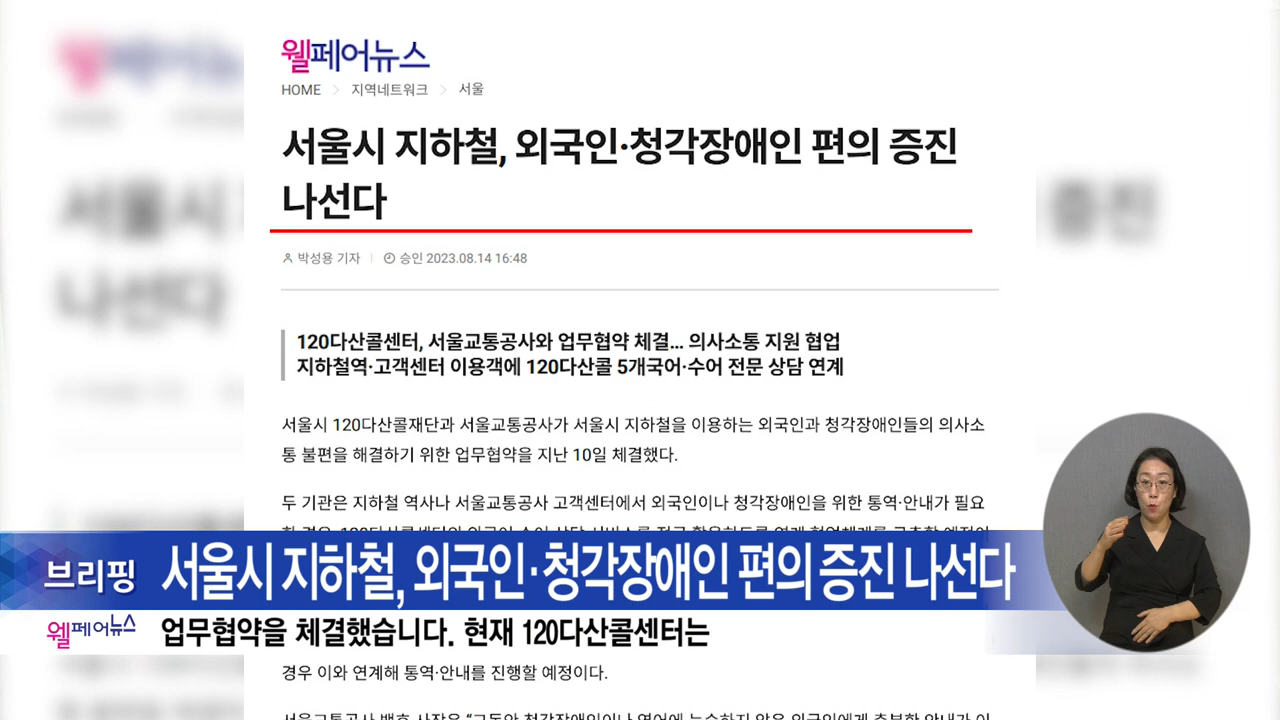 웰페어뉴스
HOME > 지역네트워크 > 서울
서울시 지하철, 외국인·청각장애인 편의 증진
나선다
박성용 기자 | 승인 2023.08.14 16:48
120다산콜센터, 서울교통공사와 업무협약 체결... 의사소통 지원 협업
지하철역·고객센터 이용객에 120다산콜 5개국어·수어 전문 상담 연계
서울시 120다산콜재단과 서울교통공사가 서울시 지하철을 이용하는 외국인과 청각장애인들의 의사소
통 불편을 해결하기 위한 업무협약을 지난 10일 체결했다.
두 기관은 지하철 역사나 서울교통공사 고객센터에서 외국인이나 청각장애인을 위한 통역·안내가 필요
브리핑 서울시 지하철, 외국인·청각장애인 편의 증진 나선다
웰페어뉴스 업무협약을 체결했습니다. 현재 120다산콜센터는
경우 이와 연계해 통역·안내를 진행할 예정이다.